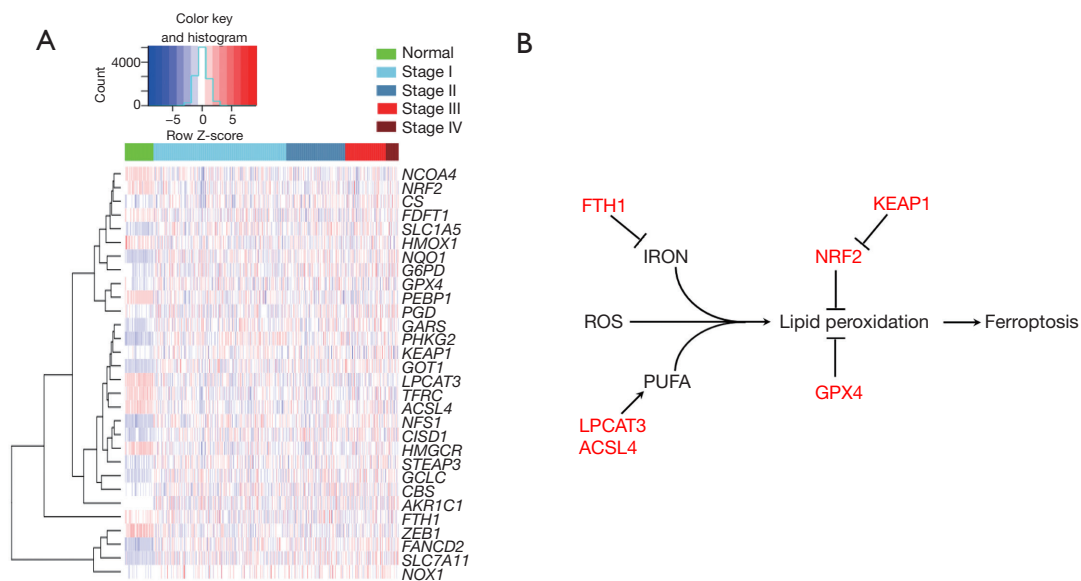 A
Color key
and histogram
4000
0
Count
−5 0 5
Row Z-score
Normal
Stage I
Stage II
Stage III
Stage IV
NCOA4
NRF2
CS
FDFT1
SLC1A5
HMOX1
NQO1
G6PD
GPX4
PEBP1
PGD
GARS
PHKG2
KEAP1
GOT1
LPCAT3
TFRC
ACSL4
NFS1
CISD1
HMGCR
STEAP3
GCLC
CBS
AKR1C1
FTH1
ZEB1
FANCD2
SLC7A11
NOX1
B
FTH1
KEAP1
IRON
NRF2
ROS
Lipid peroxidation
Ferroptosis
PUFA
GPX4
LPCAT3
ACSL4